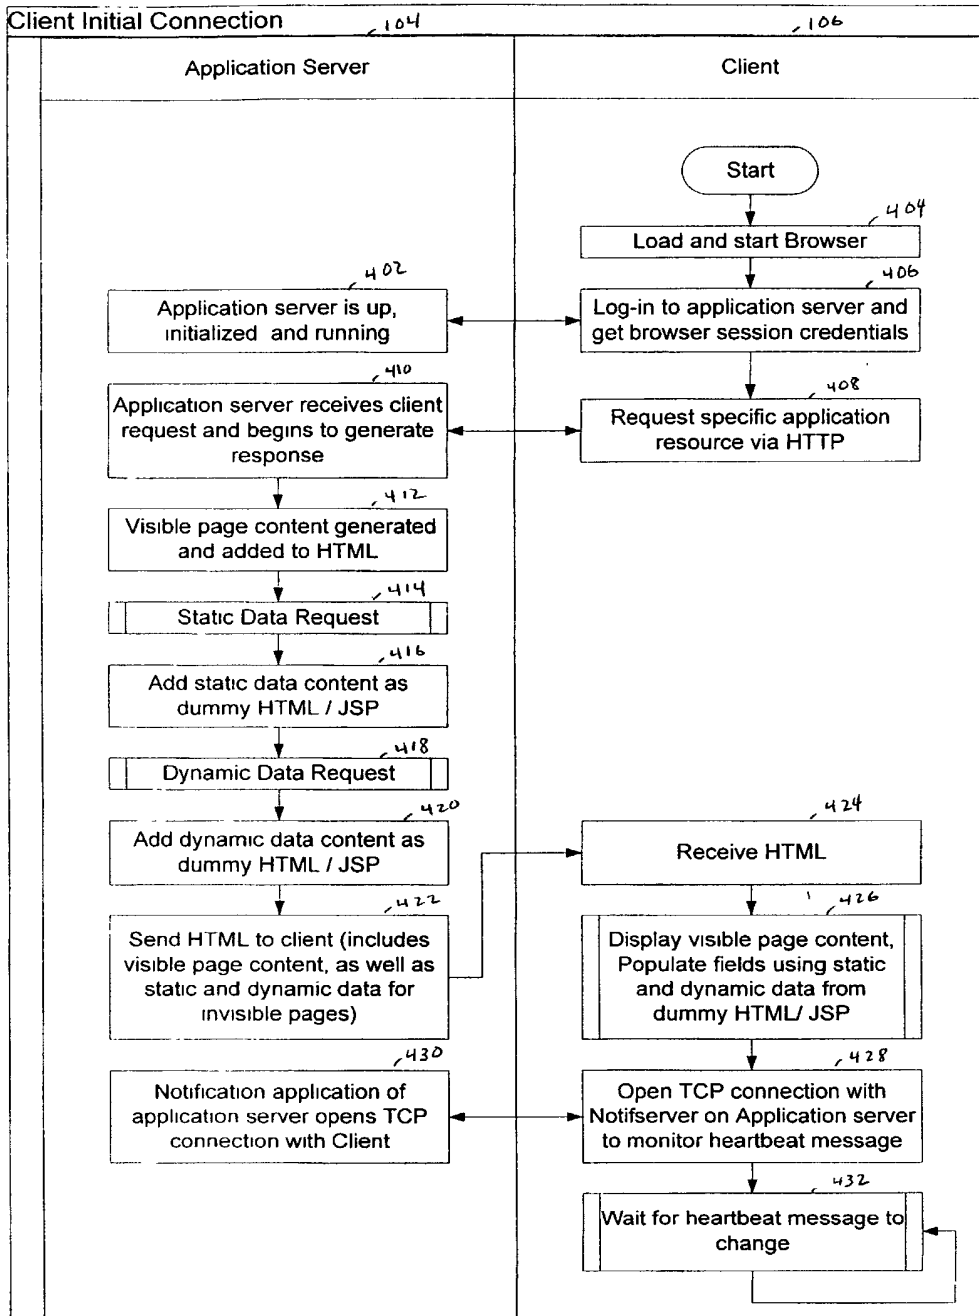 Client Initial Connection
104
106
Application Server
Client
Start
404
Load and start Browser
402
406
Application server is up,
initialized and running
Log-in to application server and
get browser session credentials
410
408
Application server receives client
request and begins to generate
response
Request specific application
resource via HTTP
412
Visible page content generated
and added to HTML
414
Static Data Request
416
Add static data content as
dummy HTML / JSP
418
Dynamic Data Request
420
424
Add dynamic data content as
dummy HTML / JSP
Receive HTML
422
426
Send HTML to client (includes
visible page content, as well as
static and dynamic data for
invisible pages)
Display visible page content,
Populate fields using static
and dynamic data from
dummy HTML/ JSP
430
428
Notification application of
application server opens TCP
connection with Client
Open TCP connection with
Notifserver on Application server
to monitor heartbeat message
432
Wait for heartbeat message to
change